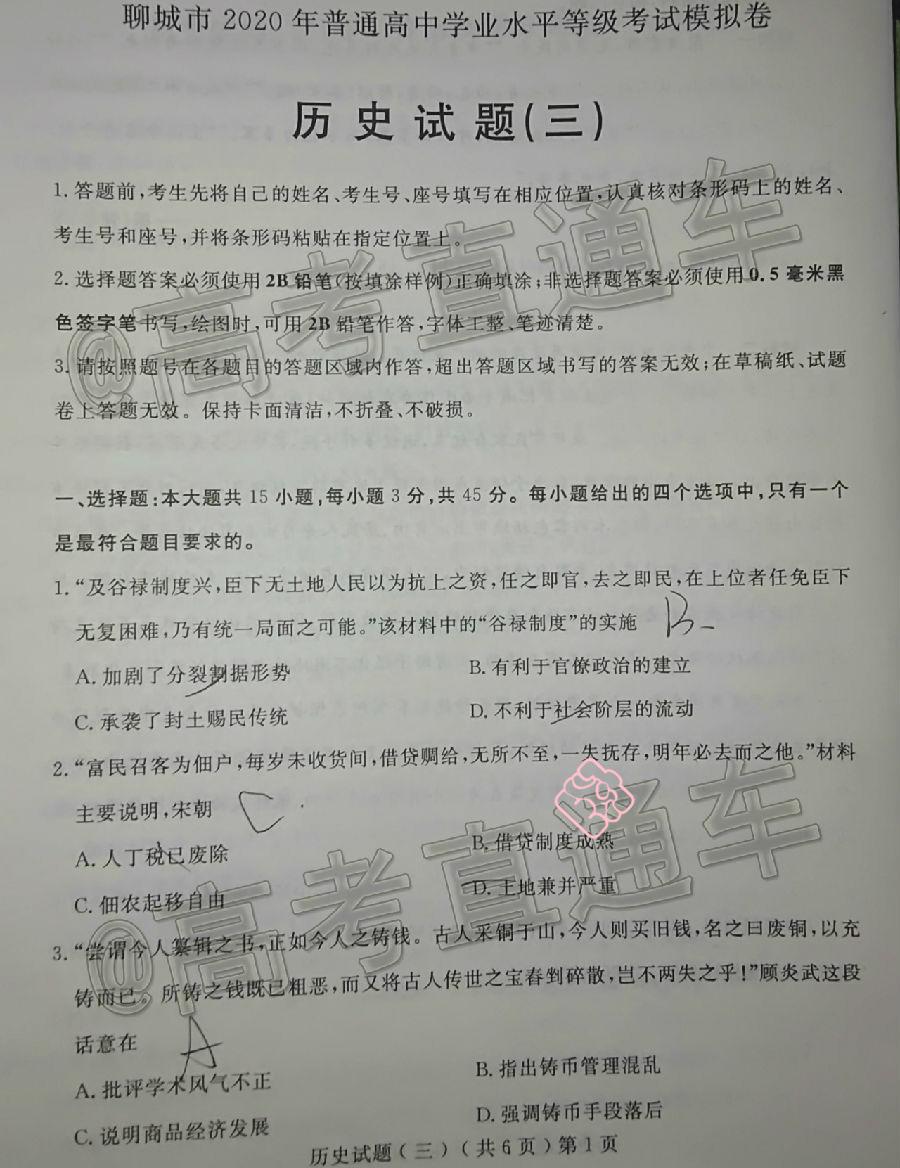 聊城市 2020 年普通高中学业水平等级考试模拟卷
历史试题(三)
1.答题前,考生先将自己的姓名、考生号、座号填写在相应位置,认真核对条形码上的姓名、
考生号和座号,并将条形码粘贴在指定位置上。
2.选择题答案必须使用2B铅笔(按填涂样例)正确填涂;非选择题答案必须使用0.5毫米黑
色签字笔书写,绘图时,可用2B铅笔作答,字体工整、笔迹清楚。
3.请按照题号在各题目的答题区域内作答,超出答题区域书写的答案无效;在草稿纸、试题
卷上答题无效。保持卡面清洁,不折叠、不破损。
一、选择题:本大题共15小题,每小题3分,共45分。每小题给出的四个选项中,只有一个
是最符合题目要求的。
1.“及谷禄制度兴,臣下无土地人民以为抗上之资,任之即官,去之即民,在上位者任免臣下
无复困难,乃有统一局面之可能。”该材料中的“谷禄制度”的实施 B
A.加剧了分裂割据形势 B.有利于官僚政治的建立
C.承袭了封土赐民传统 D.不利于社会阶层的流动
2.“富民召客为佃户,每岁未收货间,借贷赒给,无所不至,一失抚存,明年必去而之他。”材料
主要说明,宋朝 C
A.人丁税已废除 B.借贷制度成熟
C.佃农起移自由 D.土地兼并严重
3.“尝谓今人纂辑之书,正如今人之铸钱。古人采铜于山,今人则买旧钱,名之曰废铜,以充
铸而已。所铸之钱既已粗恶,而又将古人传世之宝舂剉碎散,岂不两失之乎!”顾炎武这段
话意在 A
A.批评学术风气不正 B.指出铸币管理混乱
C.说明商品经济发展 D.强调铸币手段落后
历史试题(三)(共6页)第1页
@高考直通车
@高考直通车